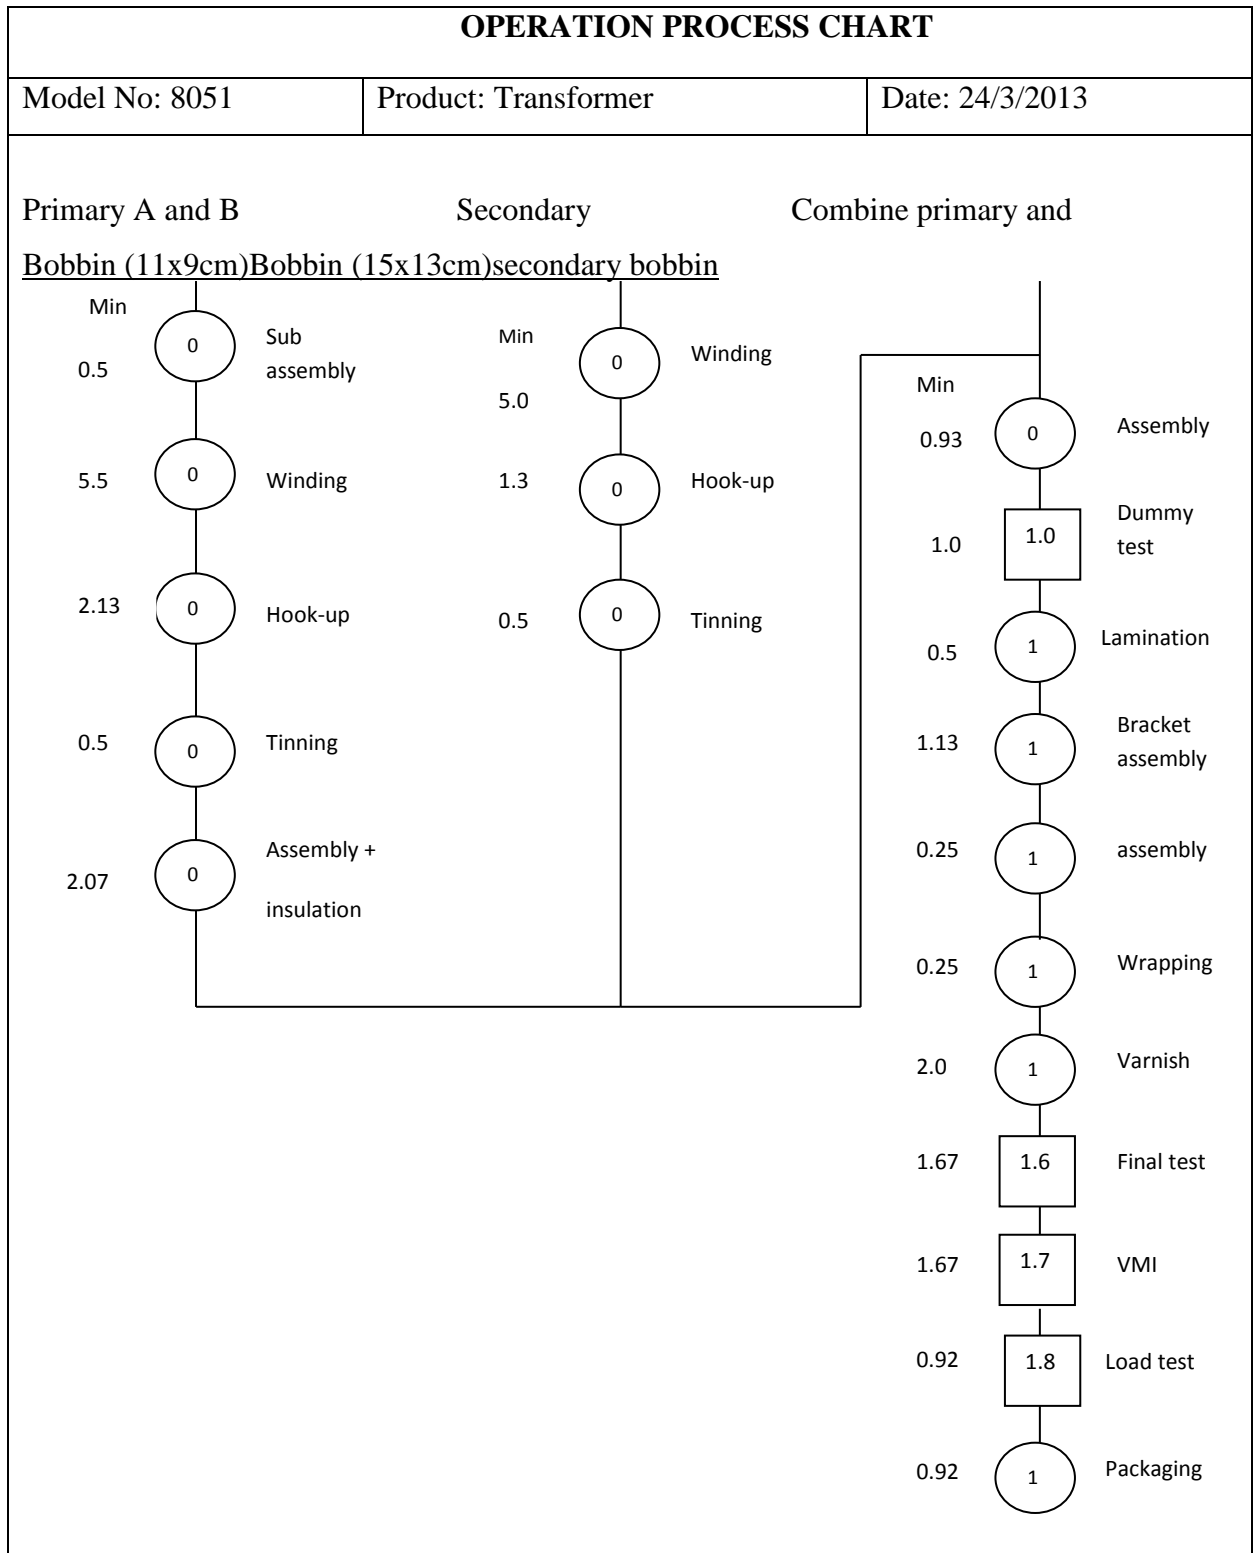 OPERATION PROCESS CHART
Model No: 8051
Product: Transformer
Date: 24/3/2013
Primary A and B Secondary Combine primary and
Bobbin (11x9cm)Bobbin (15x13cm)secondary bobbin
Min
0.5
0
Sub
assembly
5.5
0
Winding
2.13
0
Hook-up
0.5
0
Tinning
2.07
0
Assembly +
insulation
Min
5.0
0
Winding
1.3
0
Hook-up
0.5
0
Tinning
Min
0.93
0
Assembly
1.0
1.0
Dummy
test
0.5
1
Lamination
1.13
1
Bracket
assembly
0.25
1
assembly
0.25
1
Wrapping
2.0
1
Varnish
1.67
1.6
Final test
1.67
1.7
VMI
0.92
1.8
Load test
0.92
1
Packaging